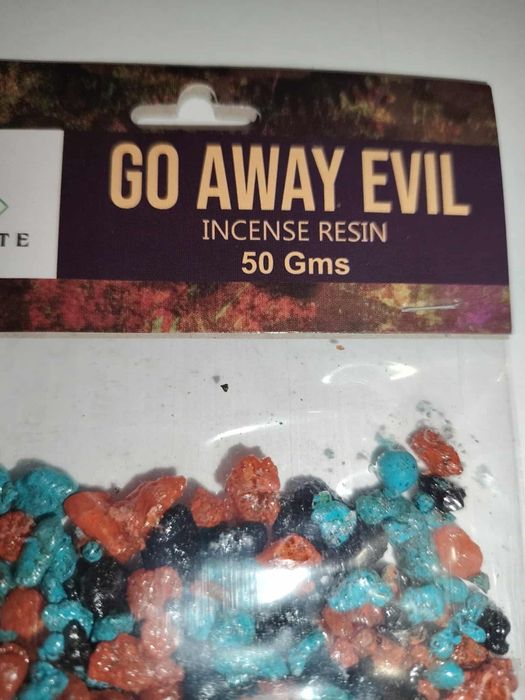 GO AWAY EVIL
INCENSE RESIN
50 Gms
TE